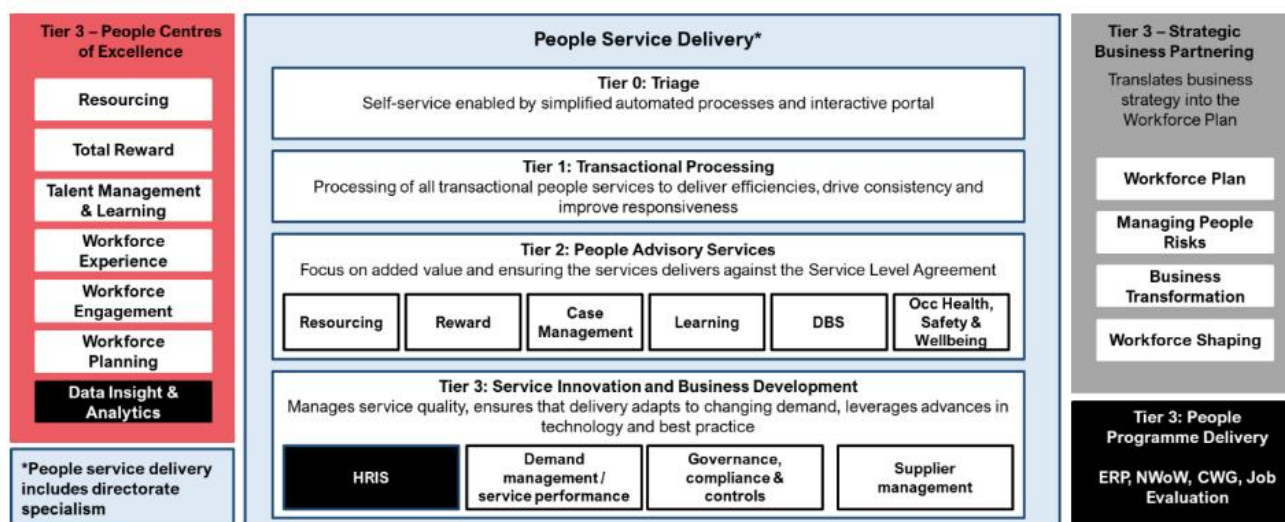 Tier 3 – People Centres
of Excellence
Resourcing
Total Reward
Talent Management
& Learning
Workforce
Experience
Workforce
Engagement
Workforce
Planning
Data Insight &
Analytics
*People service delivery
includes directorate
specialism
People Service Delivery*
Tier 0: Triage
Self-service enabled by simplified automated processes and interactive portal
Tier 1: Transactional Processing
Processing of all transactional people services to deliver efficiencies, drive consistency and
improve responsiveness
Tier 2: People Advisory Services
Focus on added value and ensuring the services delivers against the Service Level Agreement
Resourcing
Reward
Case
Management
Learning
DBS
Occ Health,
Safety &
Wellbeing
Tier 3: Service Innovation and Business Development
Manages service quality, ensures that delivery adapts to changing demand, leverages advances in
technology and best practice
HRIS
Demand
management /
service performance
Governance,
compliance &
controls
Supplier
management
Tier 3 – Strategic
Business Partnering
Translates business
strategy into the
Workforce Plan
Workforce Plan
Managing People
Risks
Business
Transformation
Workforce Shaping
Tier 3: People
Programme Delivery
ERP, NWoW, CWG, Job
Evaluation